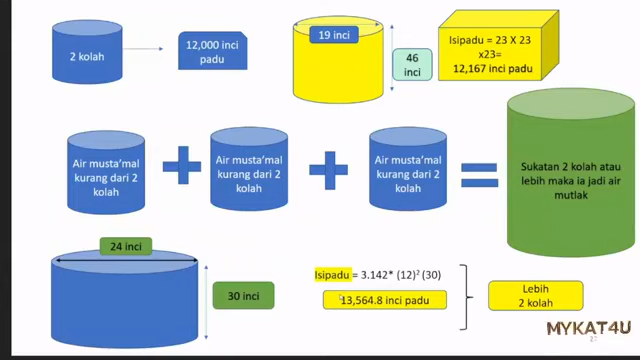 2 kolah
12,000 inci
padu
19 inci
46
inci
Isipadu = 23 X 23
x23=
12,167 inci padu
Air musta'mal
kurang dari 2
kolah
Air musta'mal
kurang dari 2
kolah
Air musta'mal
kurang dari 2
kolah
Sukatan 2 kolah atau
lebih maka ia jadi air
mutlak
24 inci
30 inci
Isipadu = 3.142* (12)² (30)
13,564.8 inci padu
Lebih
2 kolah
MYKAT4U